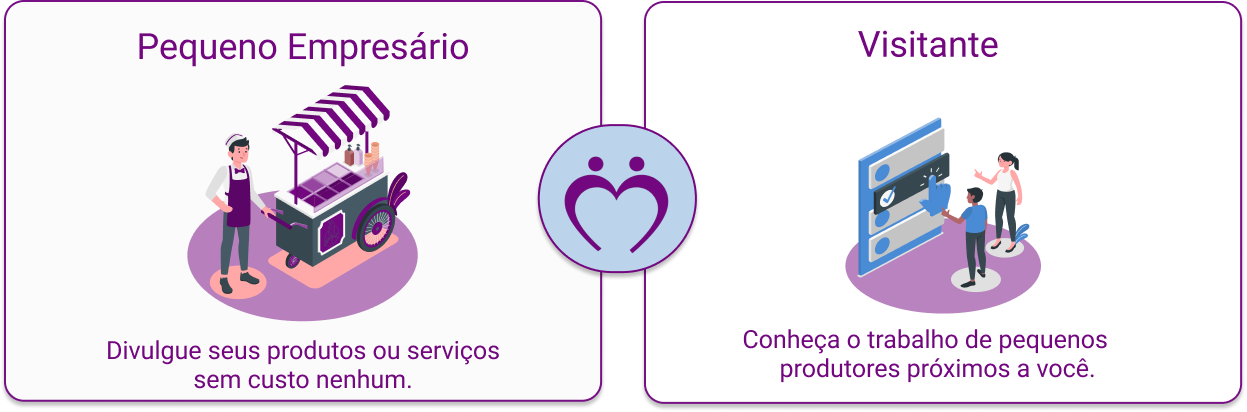 Pequeno Empresário
Divulgue seus produtos ou serviços
sem custo nenhum.
Visitante
Conheça o trabalho de pequenos
produtores próximos a você.